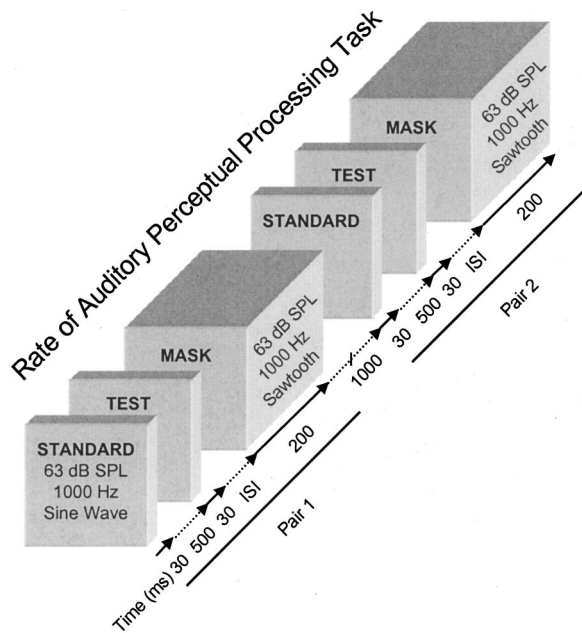 Rate of Auditory Perceptual Processing Task
STANDARD
63 dB SPL
1000 Hz
Sine Wave
TEST
MASK
63 dB SPL
1000 Hz
Sawtooth
STANDARD
TEST
MASK
63 dB SPL
1000 Hz
Sawtooth
Time (ms) 30 500 30 ISI 200 1000 30 500 30 ISI 200
Pair 1
Pair 2